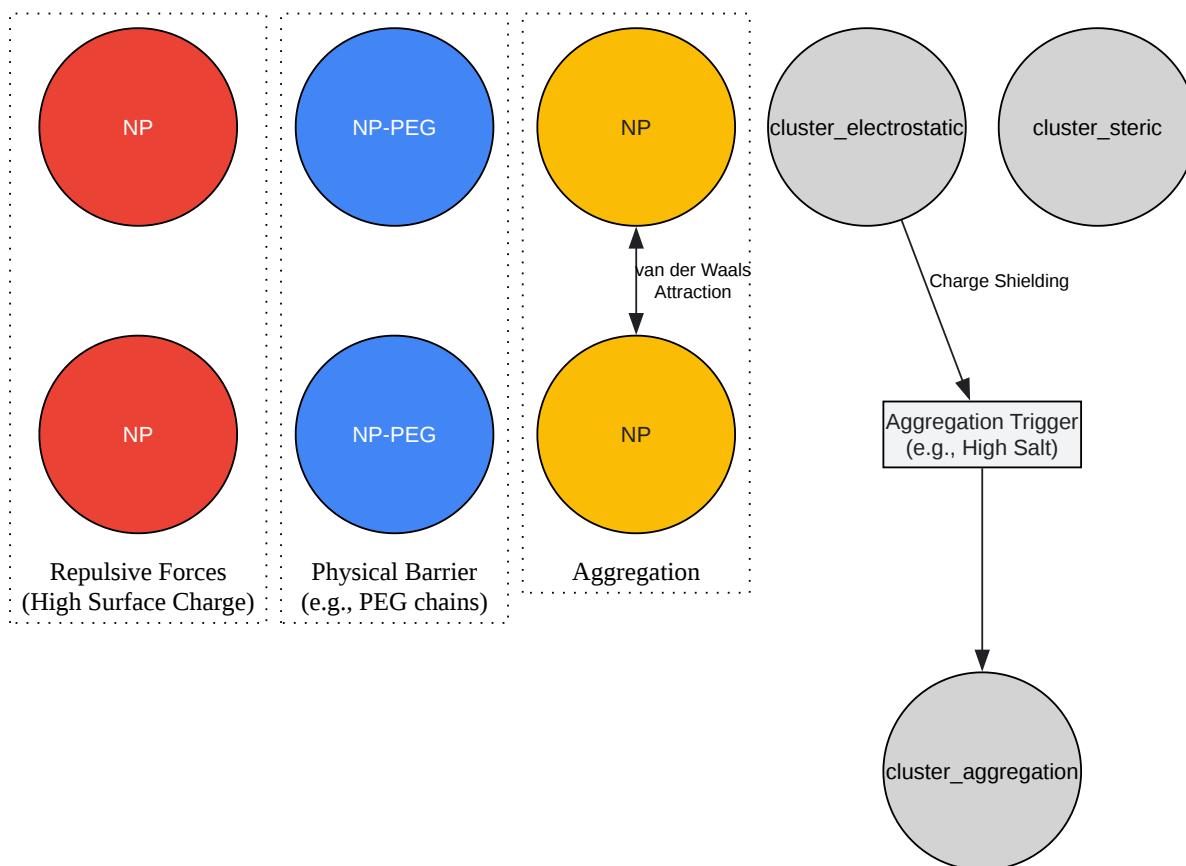 NP
NP-PEG
NP
cluster_electrostatic
cluster_steric
van der Waals
Attraction
Charge Shielding
NP
NP-PEG
NP
Aggregation Trigger
(e.g., High Salt)
Repulsive Forces
(High Surface Charge)
Physical Barrier
(e.g., PEG chains)
Aggregation
cluster_aggregation